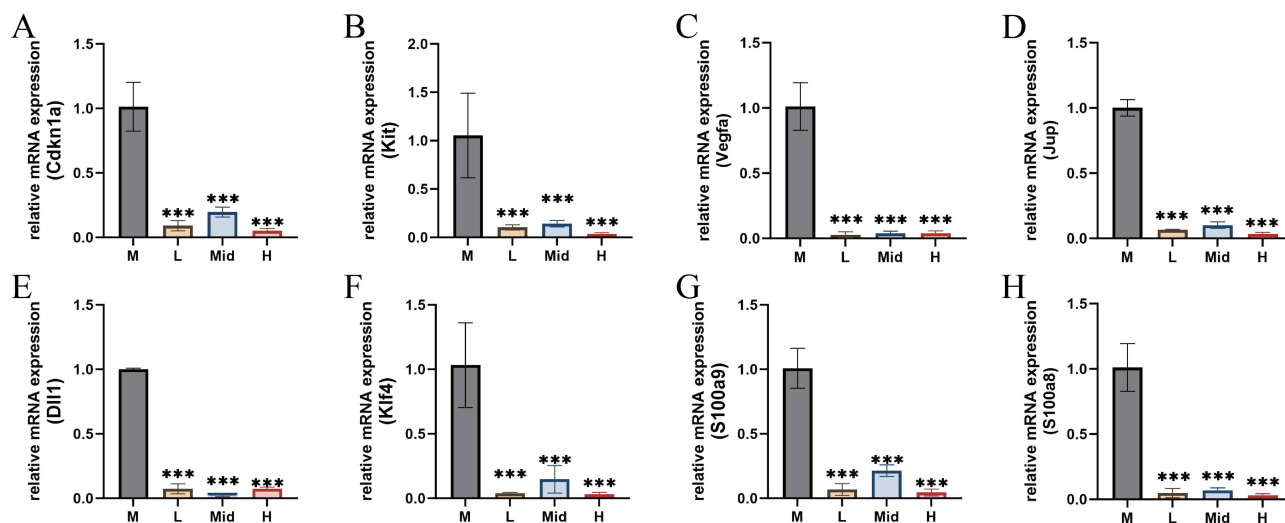 A
relative mRNA expression
(Cdkn1a)
1.5
1.0
0.5
0.0
*** *** ***
M L Mid H
B
relative mRNA expression
(Kit)
2.0
1.5
1.0
0.5
0.0
*** *** ***
M L Mid H
C
relative mRNA expression
(Vegfa)
1.5
1.0
0.5
0.0
*** *** ***
M L Mid H
D
relative mRNA expression
(Jup)
1.5
1.0
0.5
0.0
*** *** ***
M L Mid H
E
relative mRNA expression
(Dll1)
1.5
1.0
0.5
0.0
*** *** ***
M L Mid H
F
relative mRNA expression
(Klf4)
1.5
1.0
0.5
0.0
*** *** ***
M L Mid H
G
relative mRNA expression
(S100a9)
1.5
1.0
0.5
0.0
*** *** ***
M L Mid H
H
relative mRNA expression
(S100a8)
1.5
1.0
0.5
0.0
*** *** ***
M L Mid H